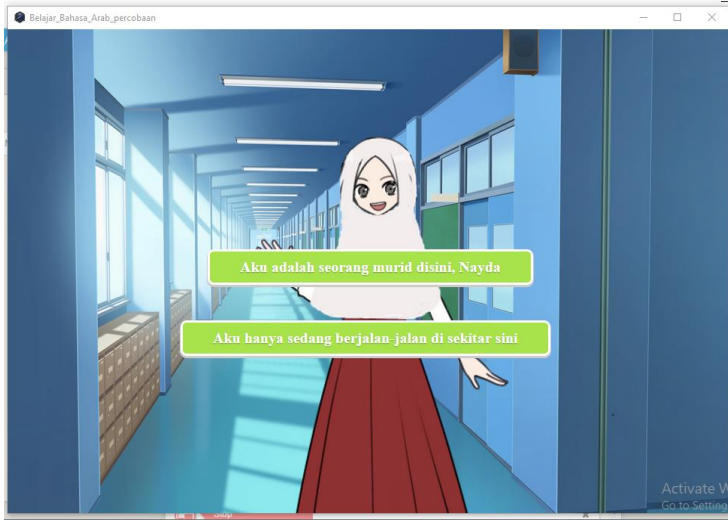 Belajar_Bahasa_Arab_percobaan
Aku adalah seorang murid disini, Nayda
Aku hanya sedang berjalan-jalan di sekitar sini
Activate W
Go to Setting
Stop